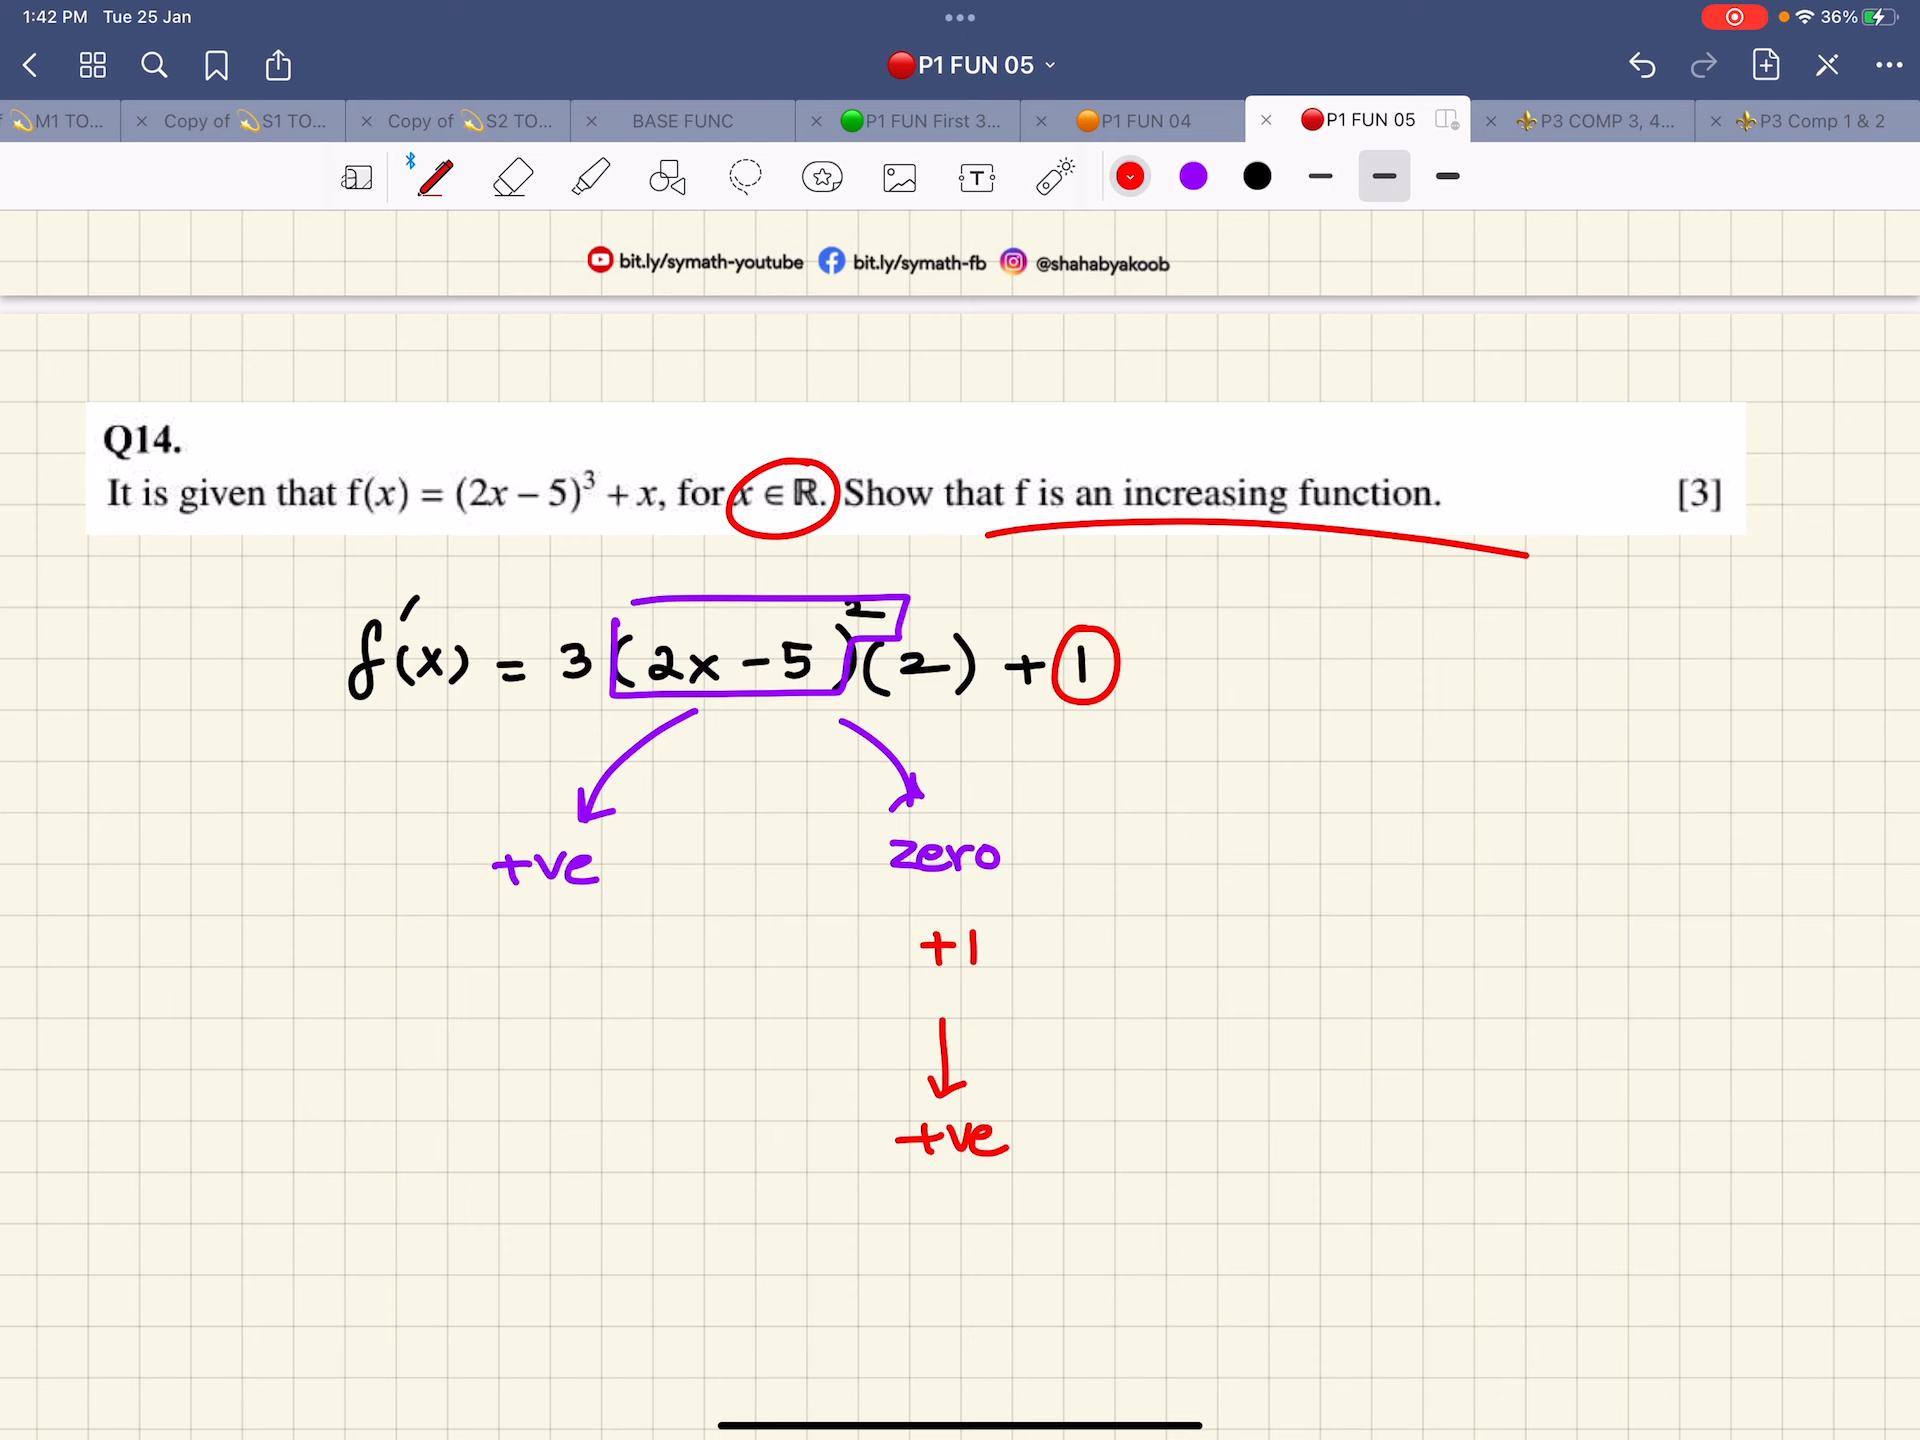 1:42 PM Tue 25 Jan
36%
P1 FUN 05
M1 TO...
Copy of S1 TO...
Copy of S2 TO...
BASE FUNC
P1 FUN First 3...
P1 FUN 04
P1 FUN 05
P3 COMP 3, 4...
P3 Comp 1 & 2
bit.ly/symath-youtube bit.ly/symath-fb @shahabyakoob
Q14.
It is given that f(x) = (2x − 5)³ + x, for x ∈ ℝ. Show that f is an increasing function. [3]
f′(x) = 3(2x − 5)²(2) + 1
+ve zero
+1
+ve